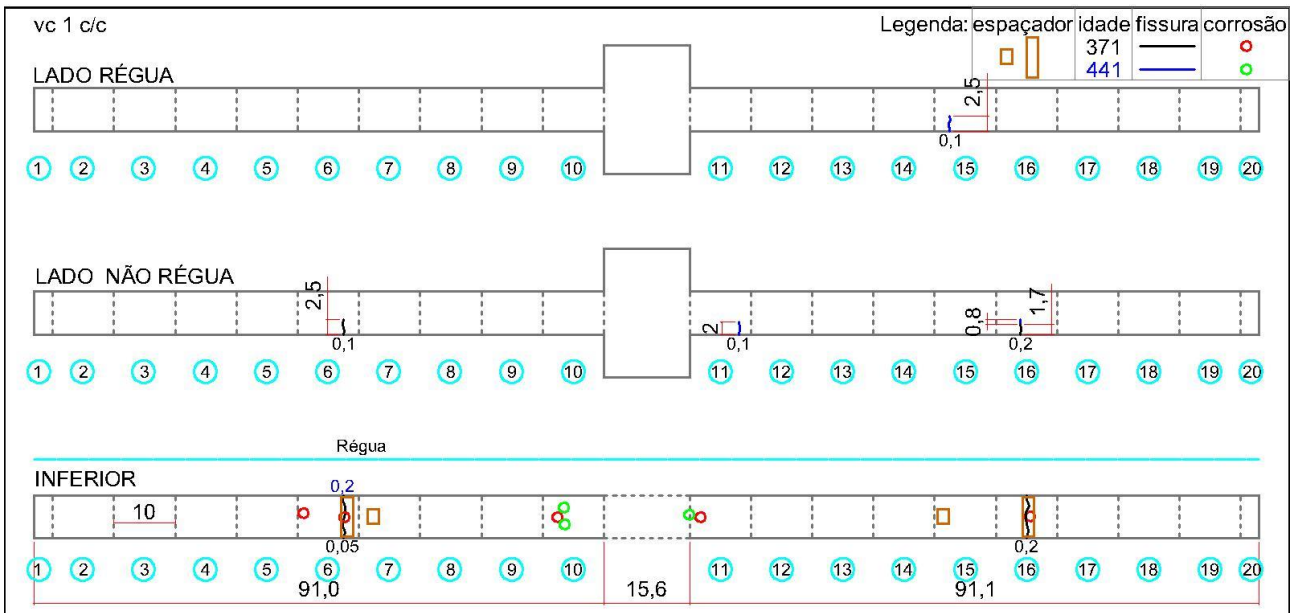 vc 1 c/c
Legenda: espaçador idade fissura corrosão
371
441
LADO RÉGUA
2,5
0,1
1 2 3 4 5 6 7 8 9 10 11 12 13 14 15 16 17 18 19 20
LADO NÃO RÉGUA
2,5
0,1
2
0,1
0,8
1,7
0,2
1 2 3 4 5 6 7 8 9 10 11 12 13 14 15 16 17 18 19 20
Régua
INFERIOR
0,2
10
0,05
0,2
1 2 3 4 5 6 7 8 9 10 11 12 13 14 15 16 17 18 19 20
91,0 15,6 91,1